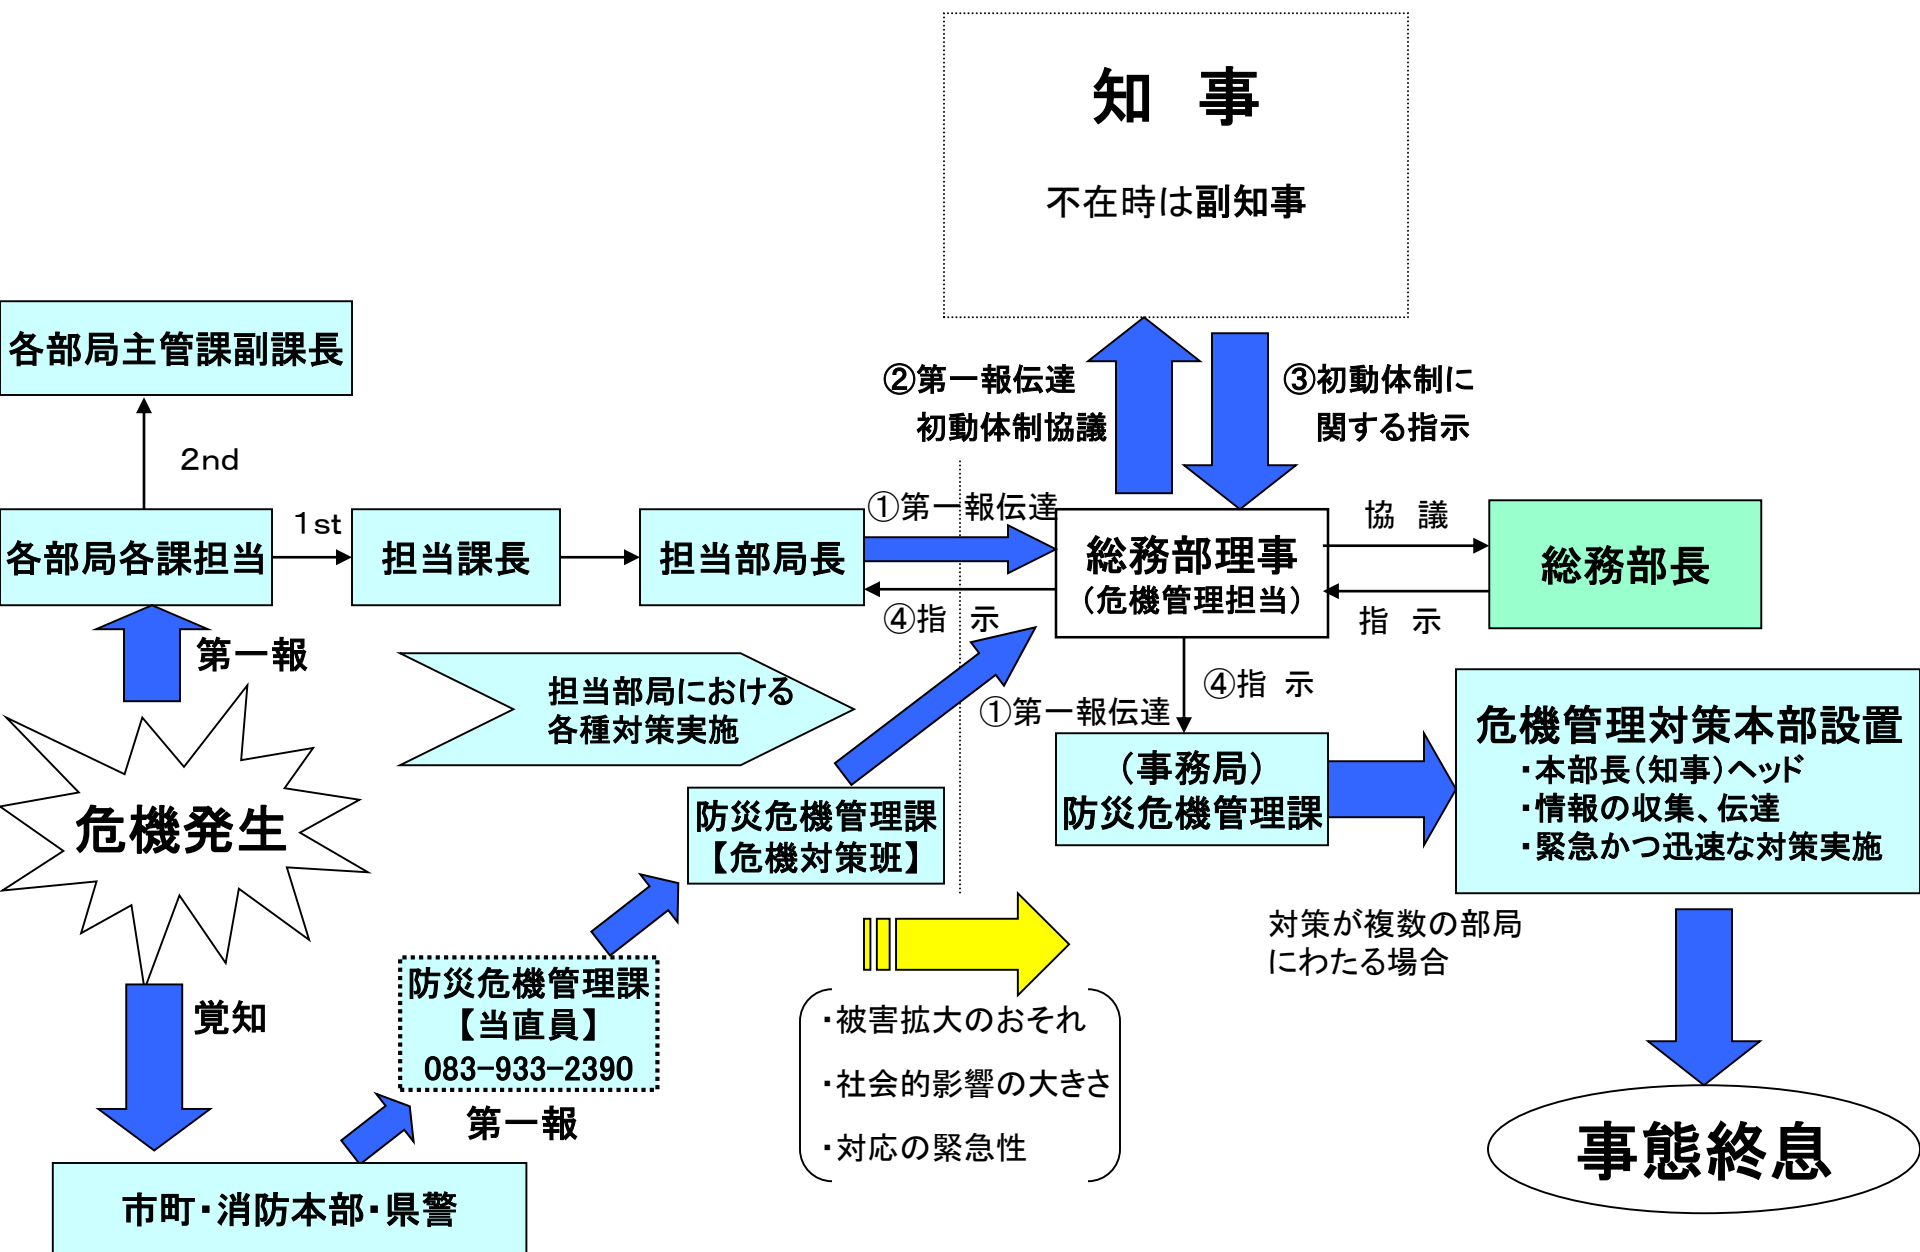 知　事
不在時は副知事
各部局主管課副課長
②第一報伝達
初動体制協議
③初動体制に
関する指示
2nd
各部局各課担当
1st
担当課長
担当部局長
①第一報伝達
④指　示
総務部理事
（危機管理担当）
協　議
指　示
総務部長
第一報
担当部局における
各種対策実施
①第一報伝達
④指　示
（事務局）
防災危機管理課
危機管理対策本部設置
・本部長（知事）ヘッド
・情報の収集、伝達
・緊急かつ迅速な対策実施
危機発生
防災危機管理課
【危機対策班】
対策が複数の部局
にわたる場合
覚知
防災危機管理課
【当直員】
083-933-2390
第一報
・被害拡大のおそれ
・社会的影響の大きさ
・対応の緊急性
事態終息
市町・消防本部・県警